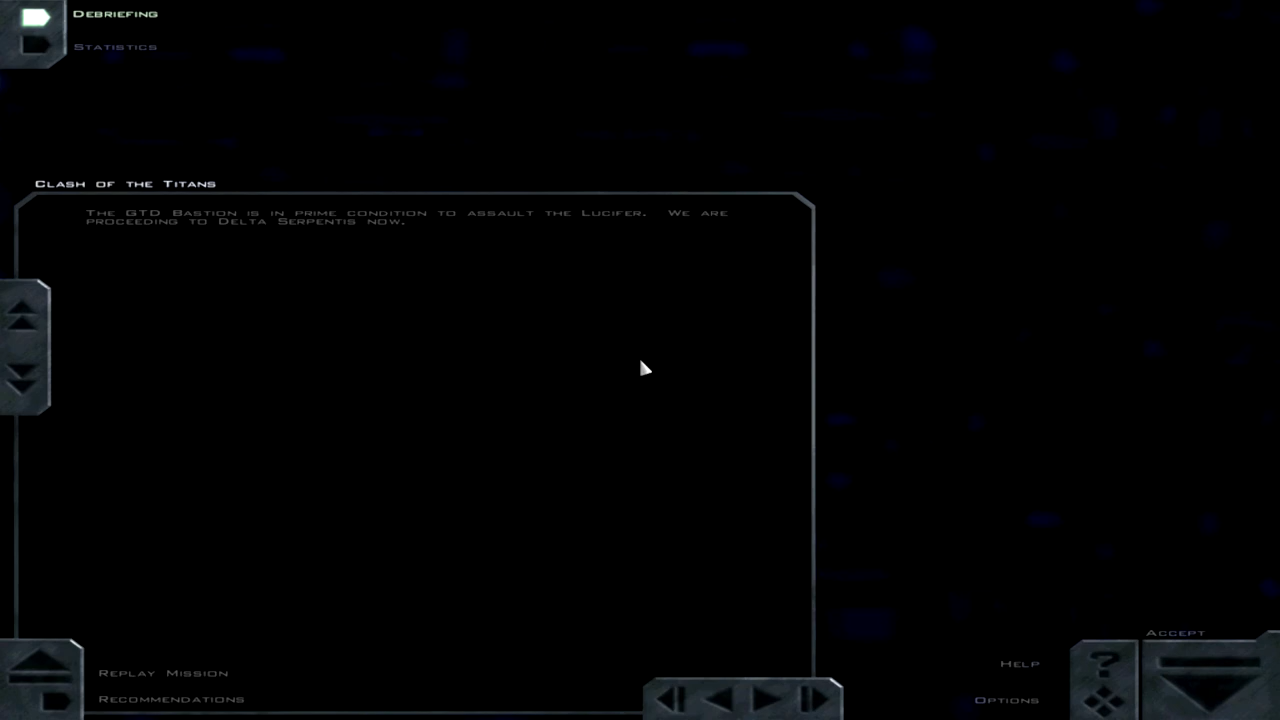 Debriefing
Statistics
Clash of the Titans
The GTD Bastion is in prime condition to assault the Lucifer. We are
proceeding to Delta Serpentis now.
Accept
Replay Mission
Help
?
Recommendations
Options